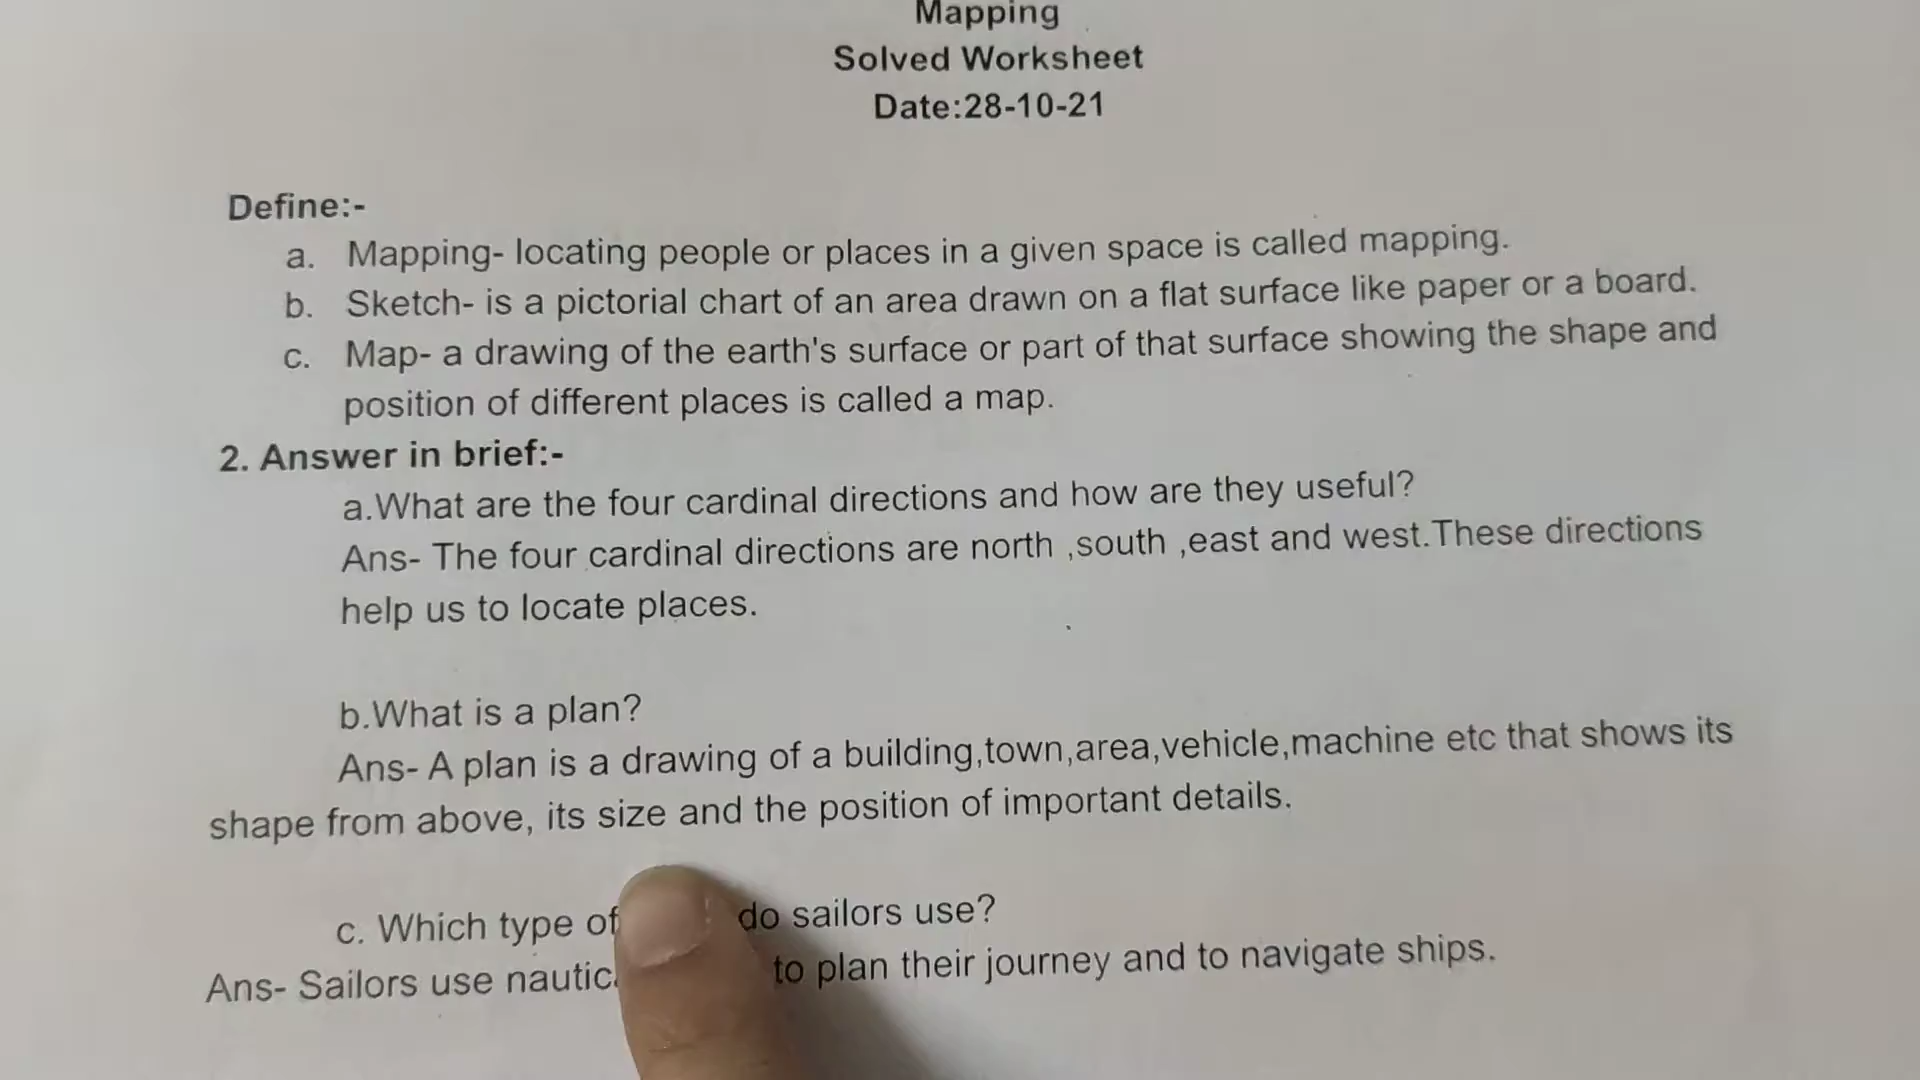 Mapping
Solved Worksheet
Date:28-10-21
Define:-
a. Mapping- locating people or places in a given space is called mapping.
b. Sketch- is a pictorial chart of an area drawn on a flat surface like paper or a board.
c. Map- a drawing of the earth's surface or part of that surface showing the shape and
position of different places is called a map.
2. Answer in brief:-
a.What are the four cardinal directions and how are they useful?
Ans- The four cardinal directions are north ,south ,east and west.These directions
help us to locate places.
b.What is a plan?
Ans- A plan is a drawing of a building,town,area,vehicle,machine etc that shows its
shape from above, its size and the position of important details.
c. Which type of do sailors use?
Ans- Sailors use to plan their journey and to navigate ships.